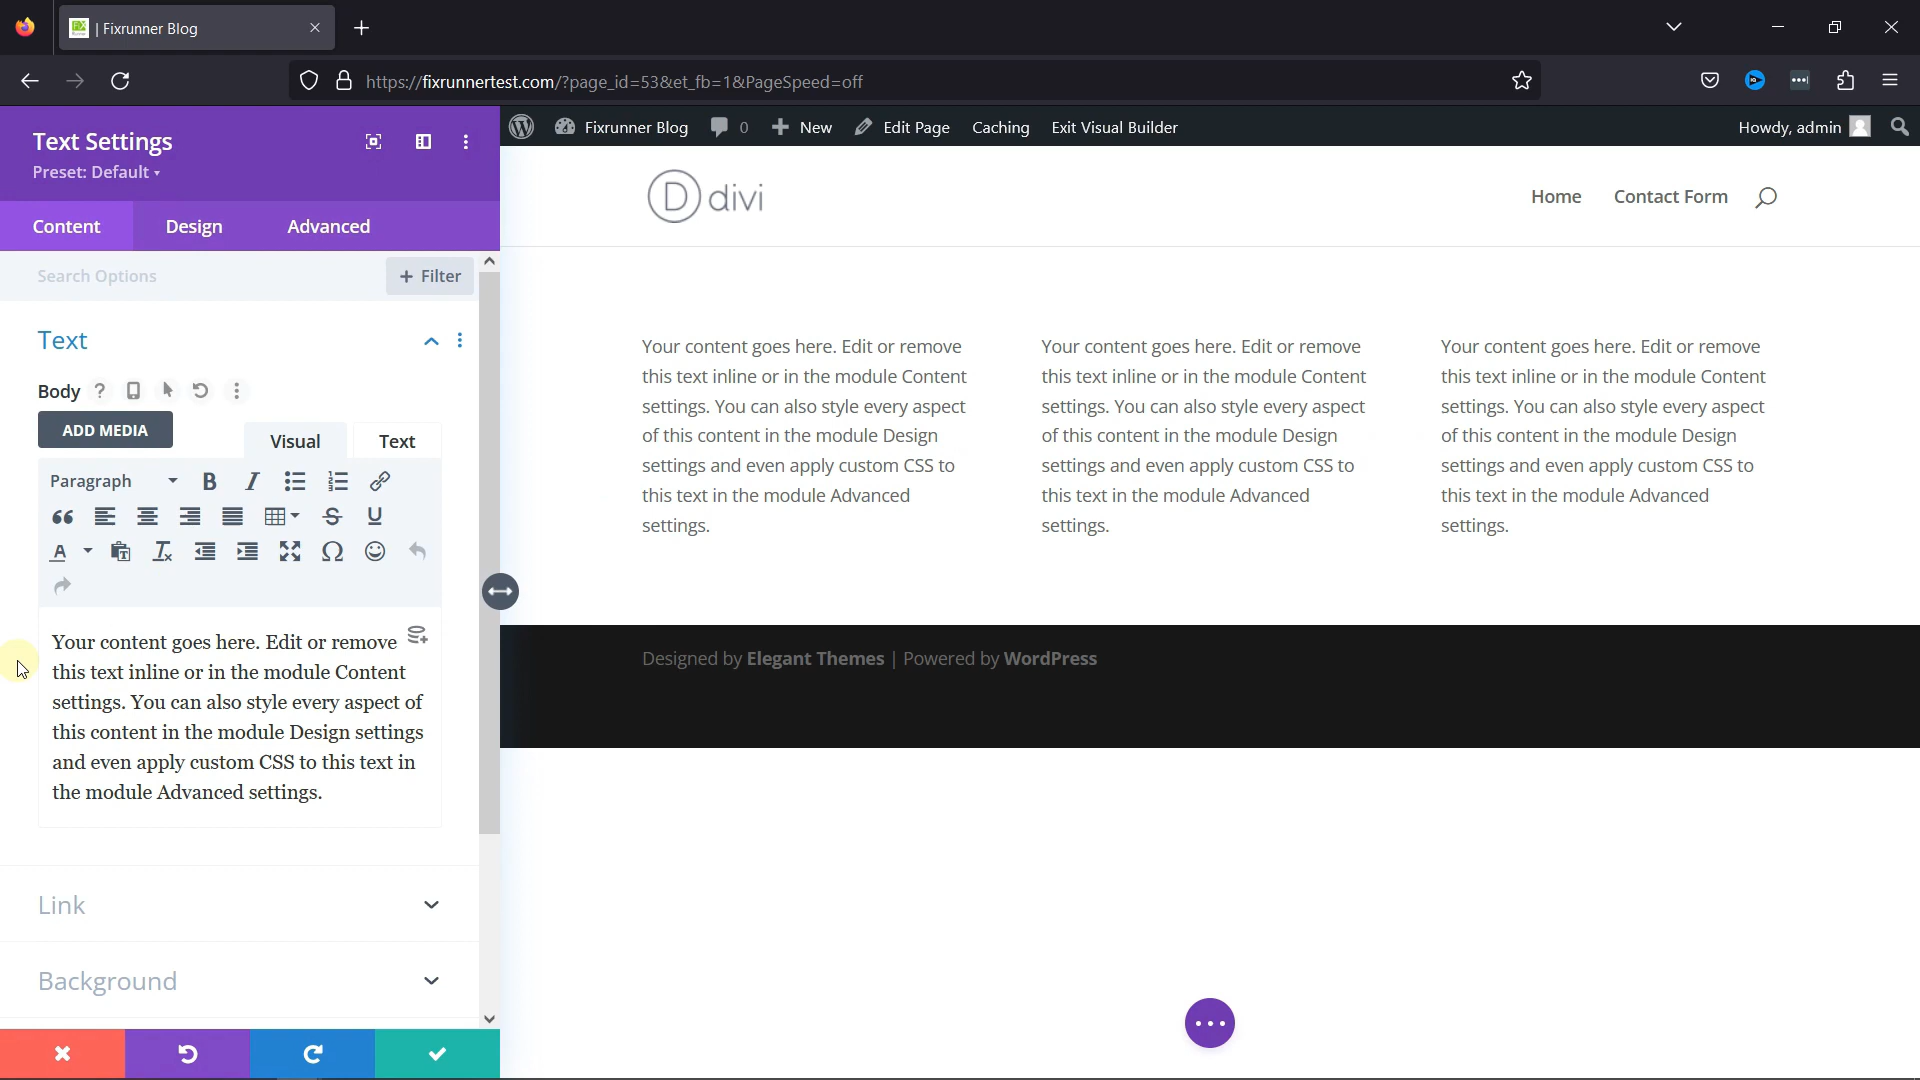 | Fixrunner Blog
https://fixrunnertest.com/?page_id=53&et_fb=1&PageSpeed=off
Fixrunner Blog 0 New Edit Page Caching Exit Visual Builder Howdy, admin
Text Settings
Preset: Default
Content Design Advanced
Search Options + Filter
Text
Body ?
ADD MEDIA Visual Text
Paragraph B I
Your content goes here. Edit or remove
this text inline or in the module Content
settings. You can also style every aspect of
this content in the module Design settings
and even apply custom CSS to this text in
the module Advanced settings.
Link
Background
D divi
Home Contact Form
Your content goes here. Edit or remove
this text inline or in the module Content
settings. You can also style every aspect
of this content in the module Design
settings and even apply custom CSS to
this text in the module Advanced
settings.
Your content goes here. Edit or remove
this text inline or in the module Content
settings. You can also style every aspect
of this content in the module Design
settings and even apply custom CSS to
this text in the module Advanced
settings.
Your content goes here. Edit or remove
this text inline or in the module Content
settings. You can also style every aspect
of this content in the module Design
settings and even apply custom CSS to
this text in the module Advanced
settings.
Designed by Elegant Themes | Powered by WordPress